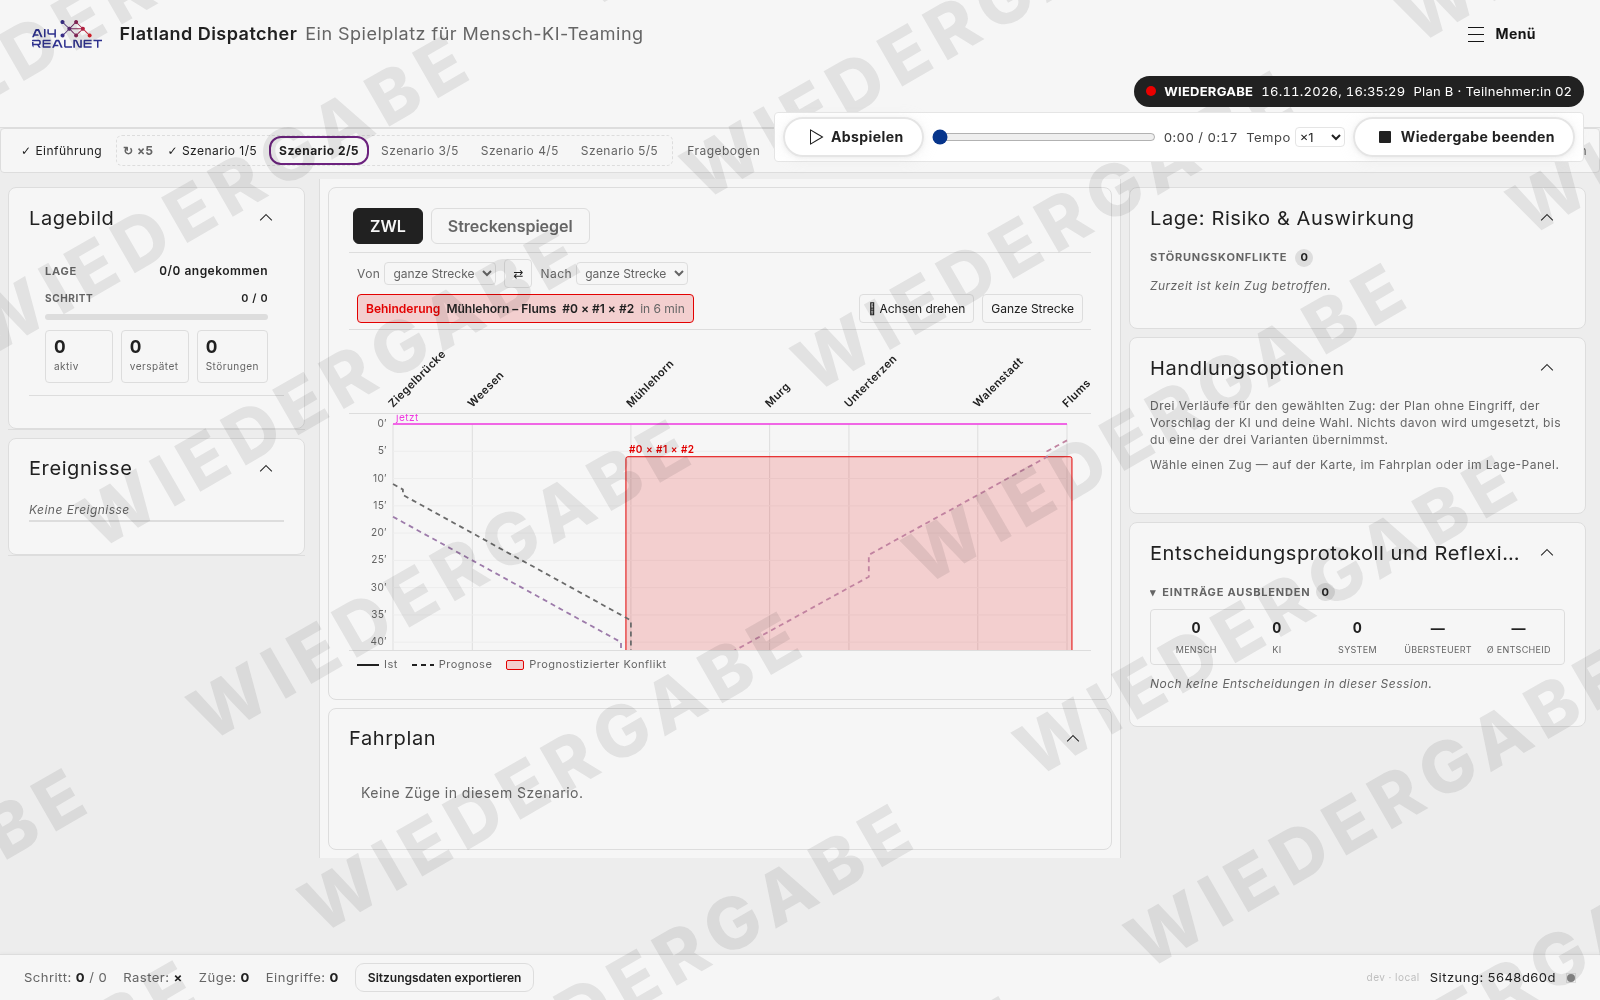 AI4
REALNET
Flatland Dispatcher Ein Spielplatz für Mensch-KI-Teaming
Menü
WIEDERGABE 16.11.2026, 16:35:29 Plan B · Teilnehmer:in 02
Abspielen 0:00 / 0:17 Tempo ×1 Wiedergabe beenden
✓ Einführung ↻ ×5 ✓ Szenario 1/5 Szenario 2/5 Szenario 3/5 Szenario 4/5 Szenario 5/5 Fragebogen
Lagebild
LAGE 0/0 angekommen
SCHRITT 0 / 0
0 0 0
aktiv verspätet Störungen
Ereignisse
Keine Ereignisse
ZWL Streckenspiegel
Von ganze Strecke ⇄ Nach ganze Strecke
Behinderung Mühlehorn – Flums #0 × #1 × #2 in 6 min
Achsen drehen Ganze Strecke
Ziegelbrücke Weesen Mühlehorn Murg Unterterzen Walenstadt Flums
jetzt
#0 × #1 × #2
0'
5'
10'
15'
20'
25'
30'
35'
40'
Ist Prognose Prognostizierter Konflikt
Fahrplan
Keine Züge in diesem Szenario.
Lage: Risiko & Auswirkung
STÖRUNGSKONFLIKTE 0
Zurzeit ist kein Zug betroffen.
Handlungsoptionen
Drei Verläufe für den gewählten Zug: der Plan ohne Eingriff, der
Vorschlag der KI und deine Wahl. Nichts davon wird umgesetzt, bis
du eine der drei Varianten übernimmst.
Wähle einen Zug — auf der Karte, im Fahrplan oder im Lage-Panel.
Entscheidungsprotokoll und Reflexi...
▾ EINTRÄGE AUSBLENDEN 0
0 0 0 — —
MENSCH KI SYSTEM ÜBERSTEUERT Ø ENTSCHEID
Noch keine Entscheidungen in dieser Session.
Schritt: 0 / 0 Raster: × Züge: 0 Eingriffe: 0 Sitzungsdaten exportieren
dev · local Sitzung: 5648d60d
WIEDERGABE